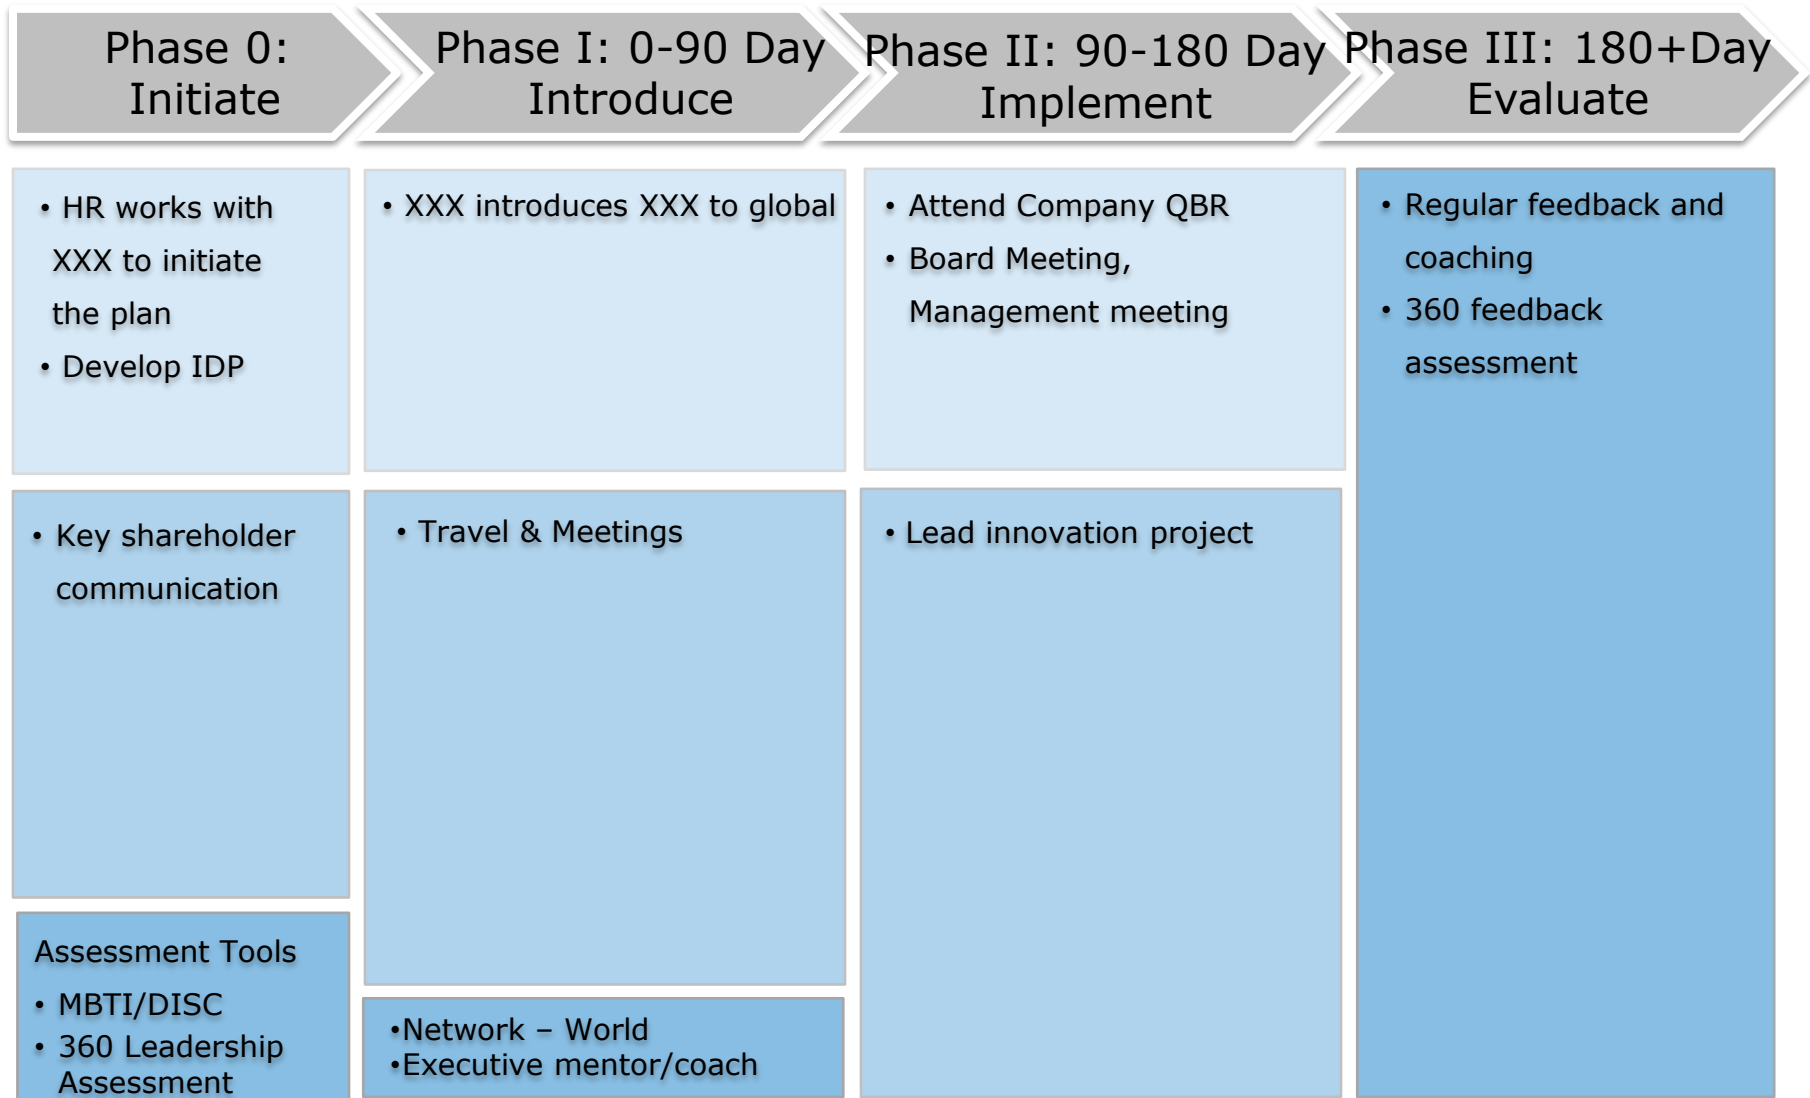 Phase 0:
Initiate
Phase I: 0-90 Day
Introduce
Phase II: 90-180 Day
Implement
Phase III: 180+Day
Evaluate
• HR works with
XXX to initiate
the plan
• Develop IDP
• XXX introduces XXX to global
• Attend Company QBR
• Board Meeting,
Management meeting
• Regular feedback and
coaching
• 360 feedback
assessment
• Key shareholder
communication
• Travel & Meetings
• Lead innovation project
Assessment Tools
• MBTI/DISC
• 360 Leadership
Assessment
•Network – World
•Executive mentor/coach